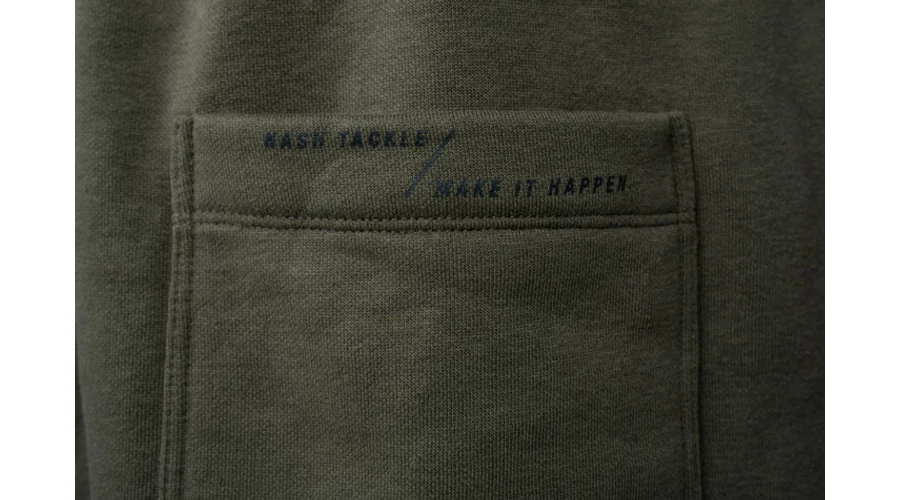 NASH TACKLE /
MAKE IT HAPPEN.